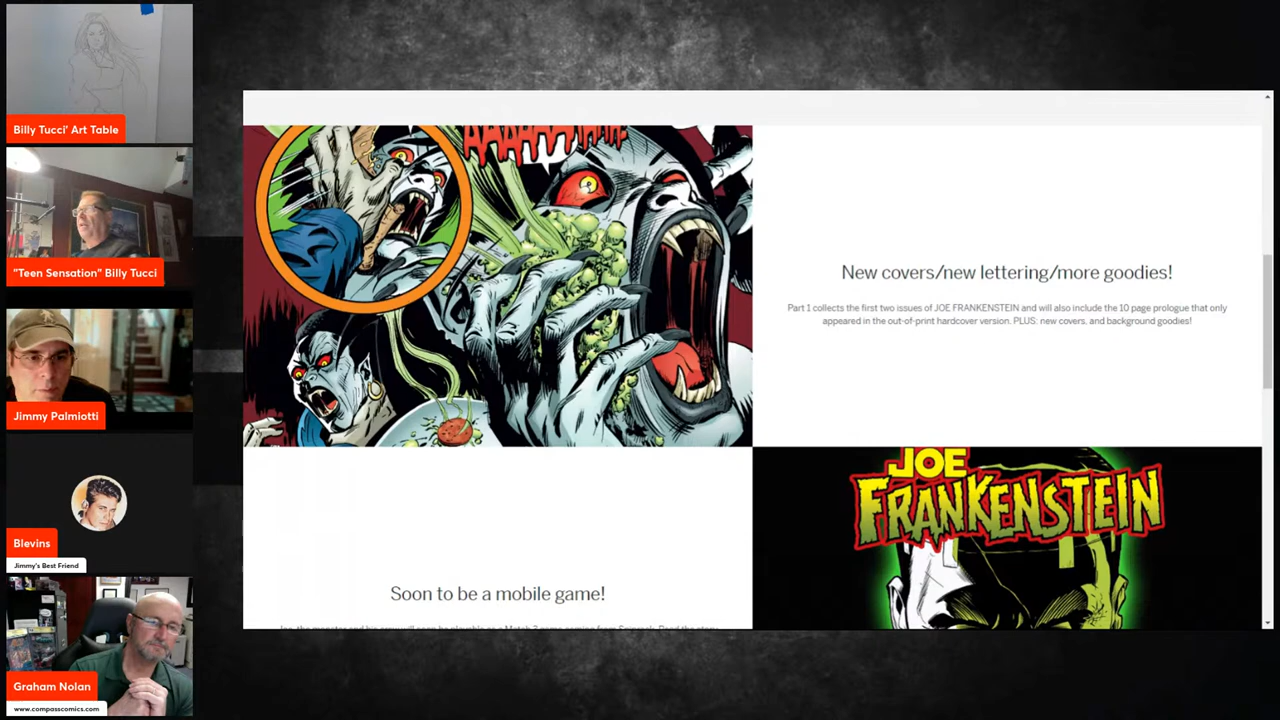 Billy Tucci' Art Table
"Teen Sensation" Billy Tucci
Jimmy Palmiotti
Blevins
Jimmy's Best Friend
Graham Nolan
www.compasscomics.com
New covers/new lettering/more goodies!
Part 1 collects the first two issues of JOE FRANKENSTEIN and will also include the 10 page prologue that only
appeared in the out-of-print hardcover version. PLUS: new covers, and background goodies!
Soon to be a mobile game!
JOE
FRANKENSTEIN